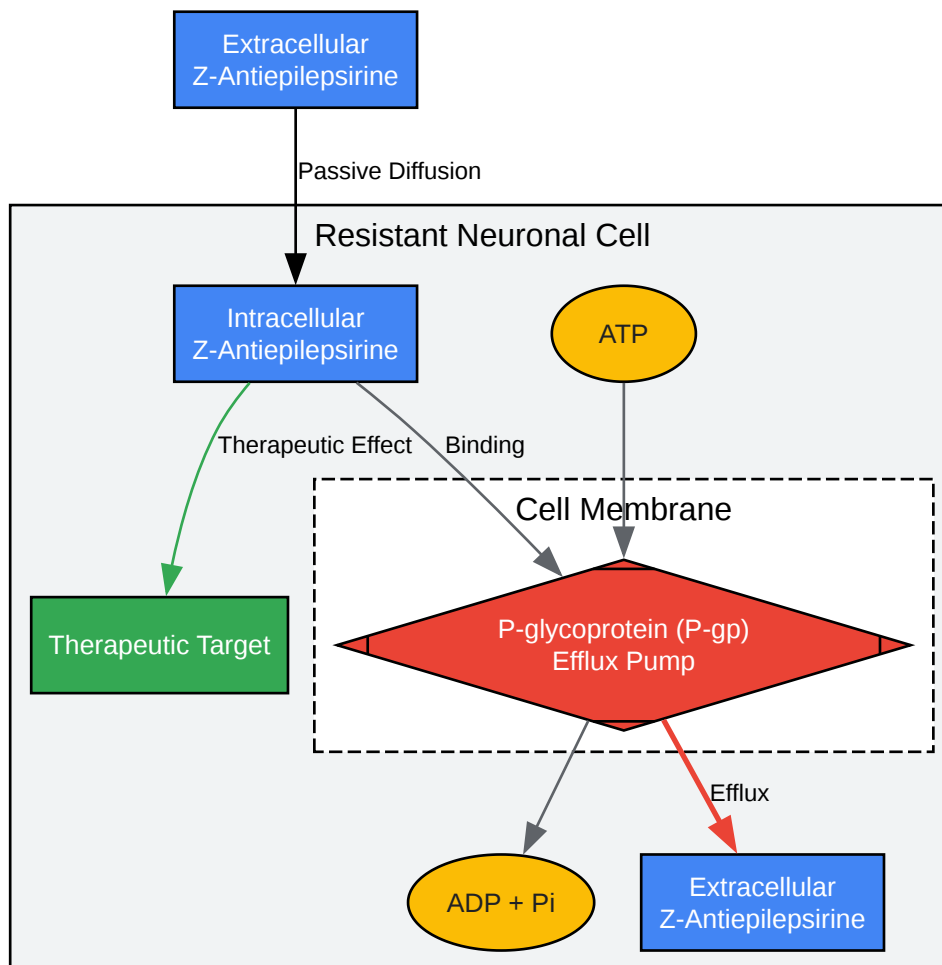 Extracellular
Z-Antiepilepsirine
Passive Diffusion
Resistant Neuronal Cell
Intracellular
Z-Antiepilepsirine
ATP
Therapeutic Effect
Binding
Cell Membrane
Therapeutic Target
P-glycoprotein (P-gp)
Efflux Pump
Efflux
ADP + Pi
Extracellular
Z-Antiepilepsirine